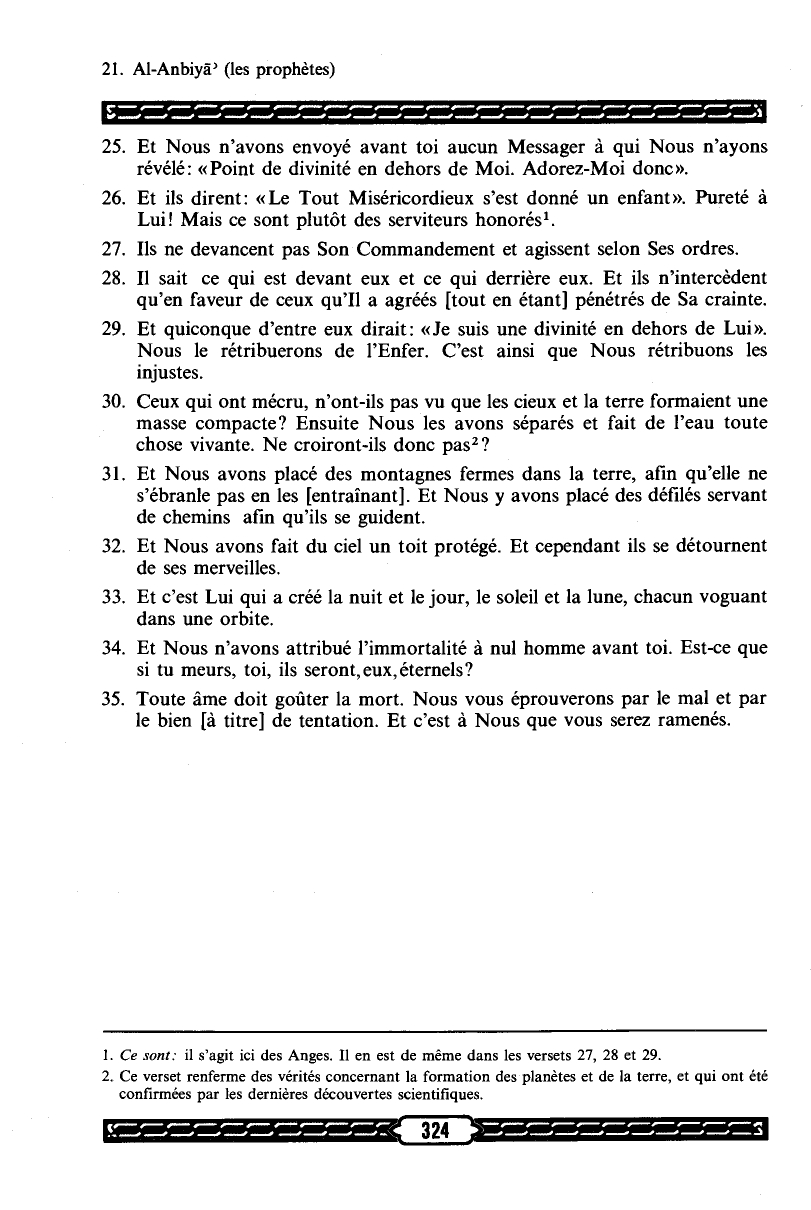 21. Al-Anbiyāʾ (les prophètes)
25. Et Nous n'avons envoyé avant toi aucun Messager à qui Nous n'ayons
révélé: «Point de divinité en dehors de Moi. Adorez-Moi donc».
26. Et ils dirent: «Le Tout Miséricordieux s'est donné un enfant». Pureté à
Lui! Mais ce sont plutôt des serviteurs honorés¹.
27. Ils ne devancent pas Son Commandement et agissent selon Ses ordres.
28. Il sait ce qui est devant eux et ce qui derrière eux. Et ils n'intercèdent
qu'en faveur de ceux qu'Il a agréés [tout en étant] pénétrés de Sa crainte.
29. Et quiconque d'entre eux dirait: «Je suis une divinité en dehors de Lui».
Nous le rétribuerons de l'Enfer. C'est ainsi que Nous rétribuons les
injustes.
30. Ceux qui ont mécru, n'ont-ils pas vu que les cieux et la terre formaient une
masse compacte? Ensuite Nous les avons séparés et fait de l'eau toute
chose vivante. Ne croiront-ils donc pas²?
31. Et Nous avons placé des montagnes fermes dans la terre, afin qu'elle ne
s'ébranle pas en les [entraînant]. Et Nous y avons placé des défilés servant
de chemins afin qu'ils se guident.
32. Et Nous avons fait du ciel un toit protégé. Et cependant ils se détournent
de ses merveilles.
33. Et c'est Lui qui a créé la nuit et le jour, le soleil et la lune, chacun voguant
dans une orbite.
34. Et Nous n'avons attribué l'immortalité à nul homme avant toi. Est-ce que
si tu meurs, toi, ils seront,eux,éternels?
35. Toute âme doit goûter la mort. Nous vous éprouverons par le mal et par
le bien [à titre] de tentation. Et c'est à Nous que vous serez ramenés.
1. Ce sont: il s'agit ici des Anges. Il en est de même dans les versets 27, 28 et 29.
2. Ce verset renferme des vérités concernant la formation des planètes et de la terre, et qui ont été
confirmées par les dernières découvertes scientifiques.
324